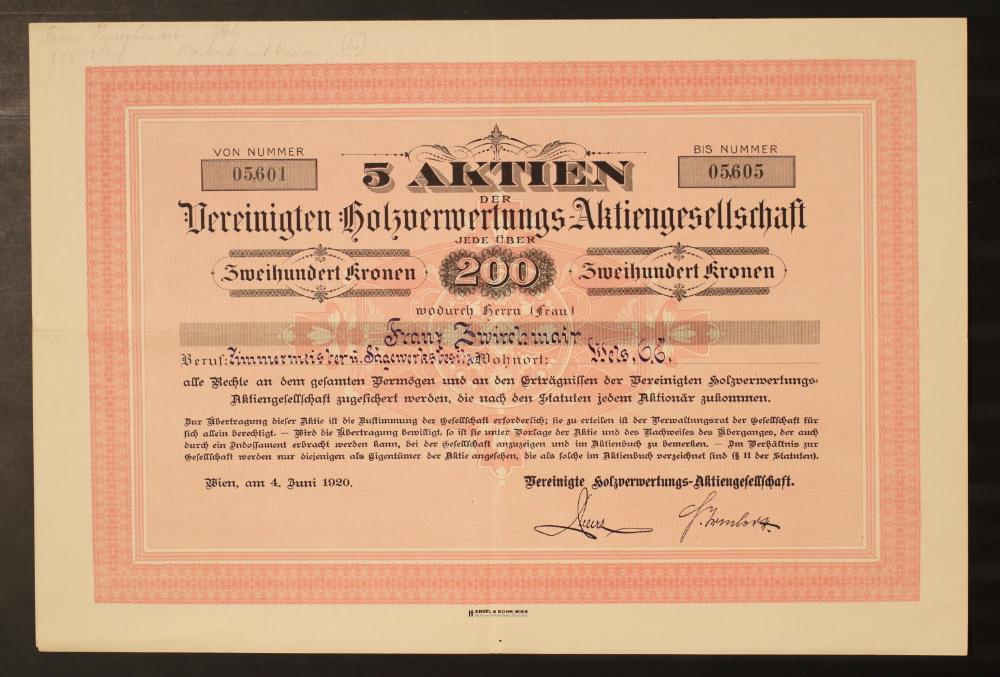 Wels
25
VON NUMMER
05,601
BIS NUMMER
05,605
5 AKTIEN
DER
Vereinigten Holzverwertungs-Aktiengesellschaft
JEDE ÜBER
Zweihundert Kronen 200 Zweihundert Kronen
wodurch Herrn (Frau)
Franz Zwirchmair
Beruf: Zimmermeister u. Sägewerksbesitz. Wohnort: Wels, O.Ö.
alle Rechte an dem gesamten Vermögen und an den Erträgnissen der Vereinigten Holzverwertungs-
Aktiengesellschaft zugesichert werden, die nach den Statuten jedem Aktionär zukommen.
Zur Übertragung dieser Aktie ist die Zustimmung der Gesellschaft erforderlich; sie zu erteilen ist der Verwaltungsrat der Gesellschaft für
sich allein berechtigt. — Wird die Übertragung bewilligt, so ist sie unter Vorlage der Aktie und des Nachweises des Überganges, der auch
durch ein Indossament erbracht werden kann, bei der Gesellschaft anzuzeigen und im Aktienbuch zu bemerken. — Im Verhältnis zur
Gesellschaft werden nur diejenigen als Eigentümer der Aktie angesehen, die als solche im Aktienbuch verzeichnet sind (§ 11 der Statuten).
Wien, am 4. Juni 1920.
Vereinigte Holzverwertungs-Aktiengesellschaft.
ENGEL & SOHN, WIEN